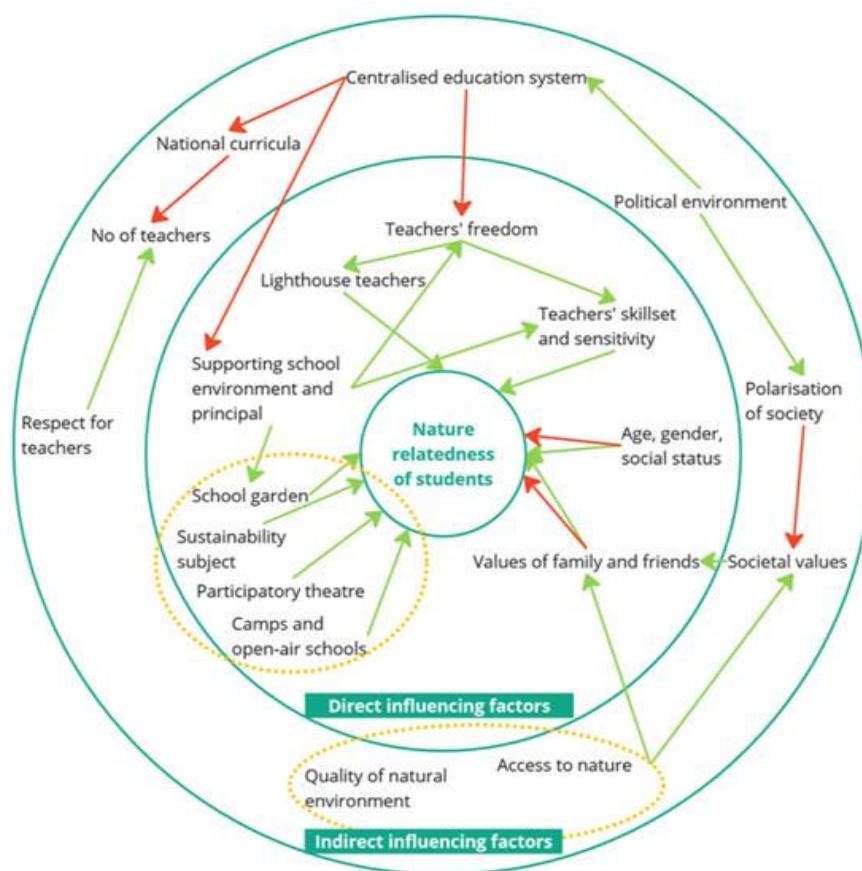 Centralised education system
National curricula
No of teachers
Political environment
Teachers' freedom
Lighthouse teachers
Teachers' skillset
and sensitivity
Supporting school
environment and
principal
Respect for
teachers
Polarisation
of society
Nature
relatedness
of students
Age, gender,
social status
School garden
Sustainability
subject
Participatory theatre
Camps and
open-air schools
Values of family and friends
Societal values
Direct influencing factors
Access to nature
Quality of natural
environment
Indirect influencing factors